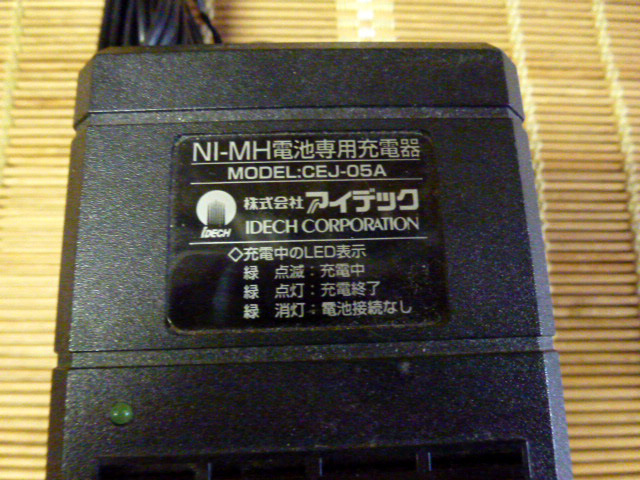 NI-MH電池専用充電器
MODEL:CEJ-05A
株式会社 アイデック
IDECH
IDECH CORPORATION
◇充電中のLED表示
緑 点滅:充電中
緑 点灯:充電終了
緑 消灯:電池接続なし